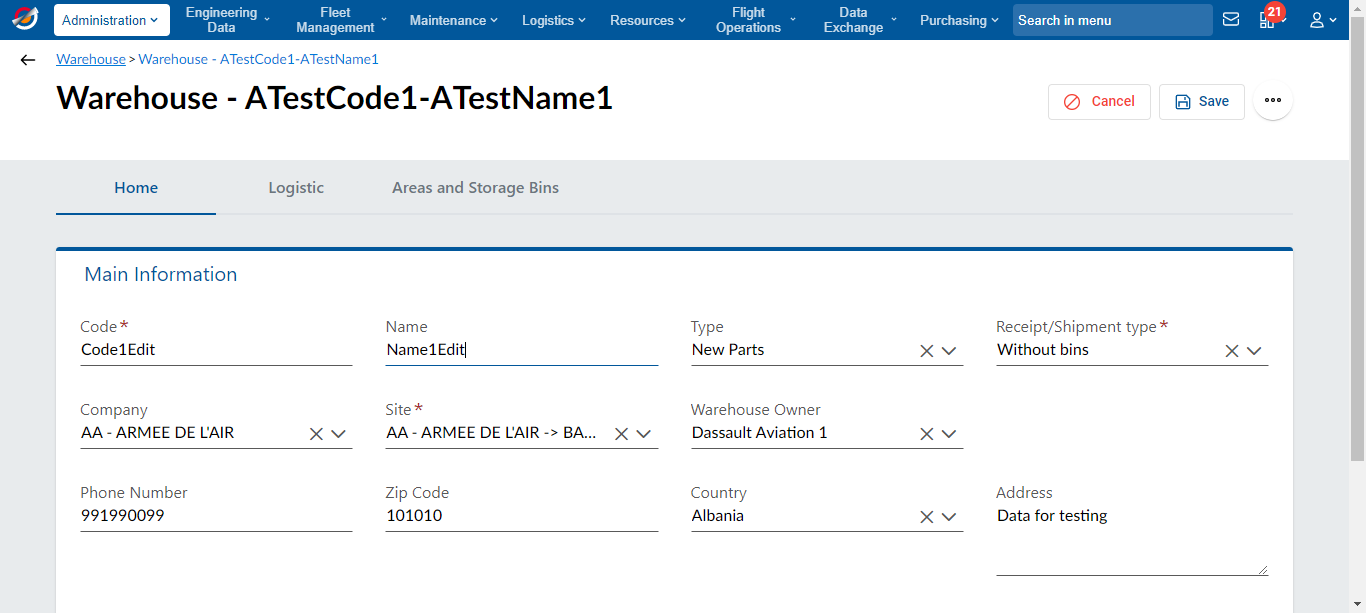 Administration
Engineering Data
Fleet Management
Maintenance
Logistics
Resources
Flight Operations
Data Exchange
Purchasing
Search in menu
21
Warehouse > Warehouse - ATestCode1-ATestName1
Warehouse - ATestCode1-ATestName1
Cancel
Save
Home
Logistic
Areas and Storage Bins
Main Information
Code*
Name
Type
Receipt/Shipment type*
Code1Edit
Name1Edit
New Parts
Without bins
Company
Site*
Warehouse Owner
AA - ARMEE DE L'AIR
AA - ARMEE DE L'AIR -> BA...
Dassault Aviation 1
Phone Number
Zip Code
Country
Address
991990099
101010
Albania
Data for testing